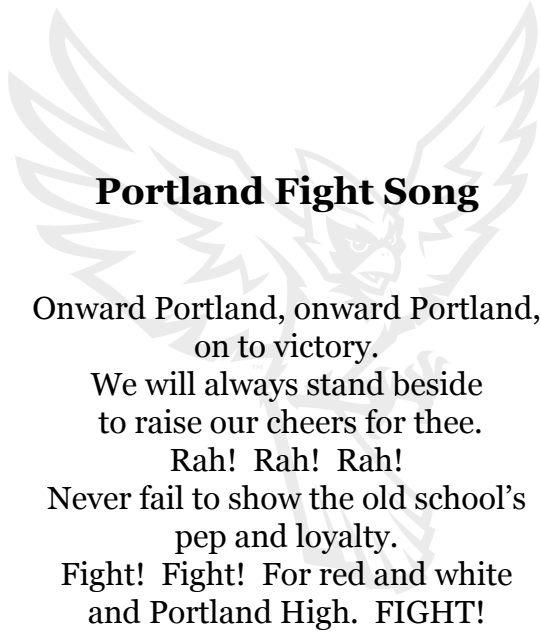 Portland Fight Song
Onward Portland, onward Portland,
on to victory.
We will always stand beside
to raise our cheers for thee.
Rah!  Rah!  Rah!
Never fail to show the old school’s
pep and loyalty.
Fight!  Fight!  For red and white
and Portland High.  FIGHT!